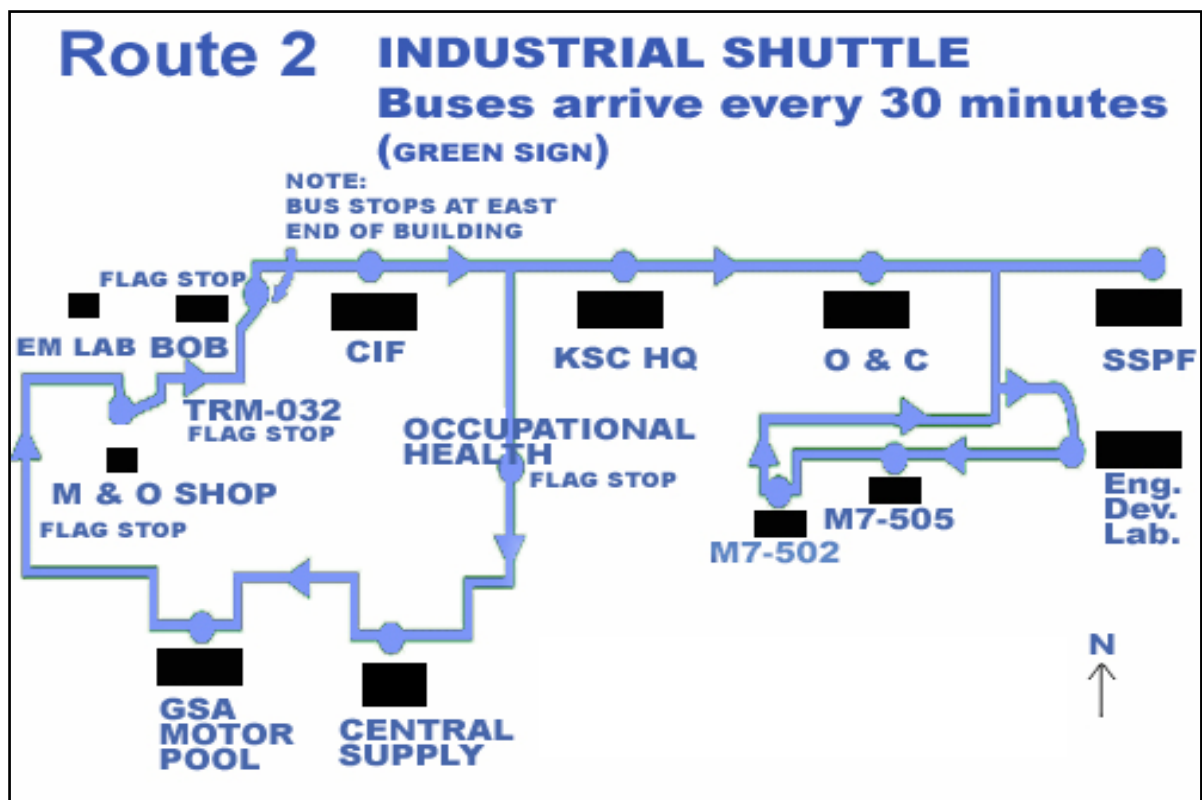 Route 2
INDUSTRIAL SHUTTLE
Buses arrive every 30 minutes
(GREEN SIGN)
NOTE:
BUS STOPS AT EAST
END OF BUILDING
FLAG STOP
EM LAB
BOB
CIF
KSC HQ
O & C
SSPF
TRM-032
FLAG STOP
OCCUPATIONAL
HEALTH
FLAG STOP
M & O SHOP
FLAG STOP
M7-505
M7-502
Eng.
Dev.
Lab.
GSA
MOTOR
POOL
CENTRAL
SUPPLY
N